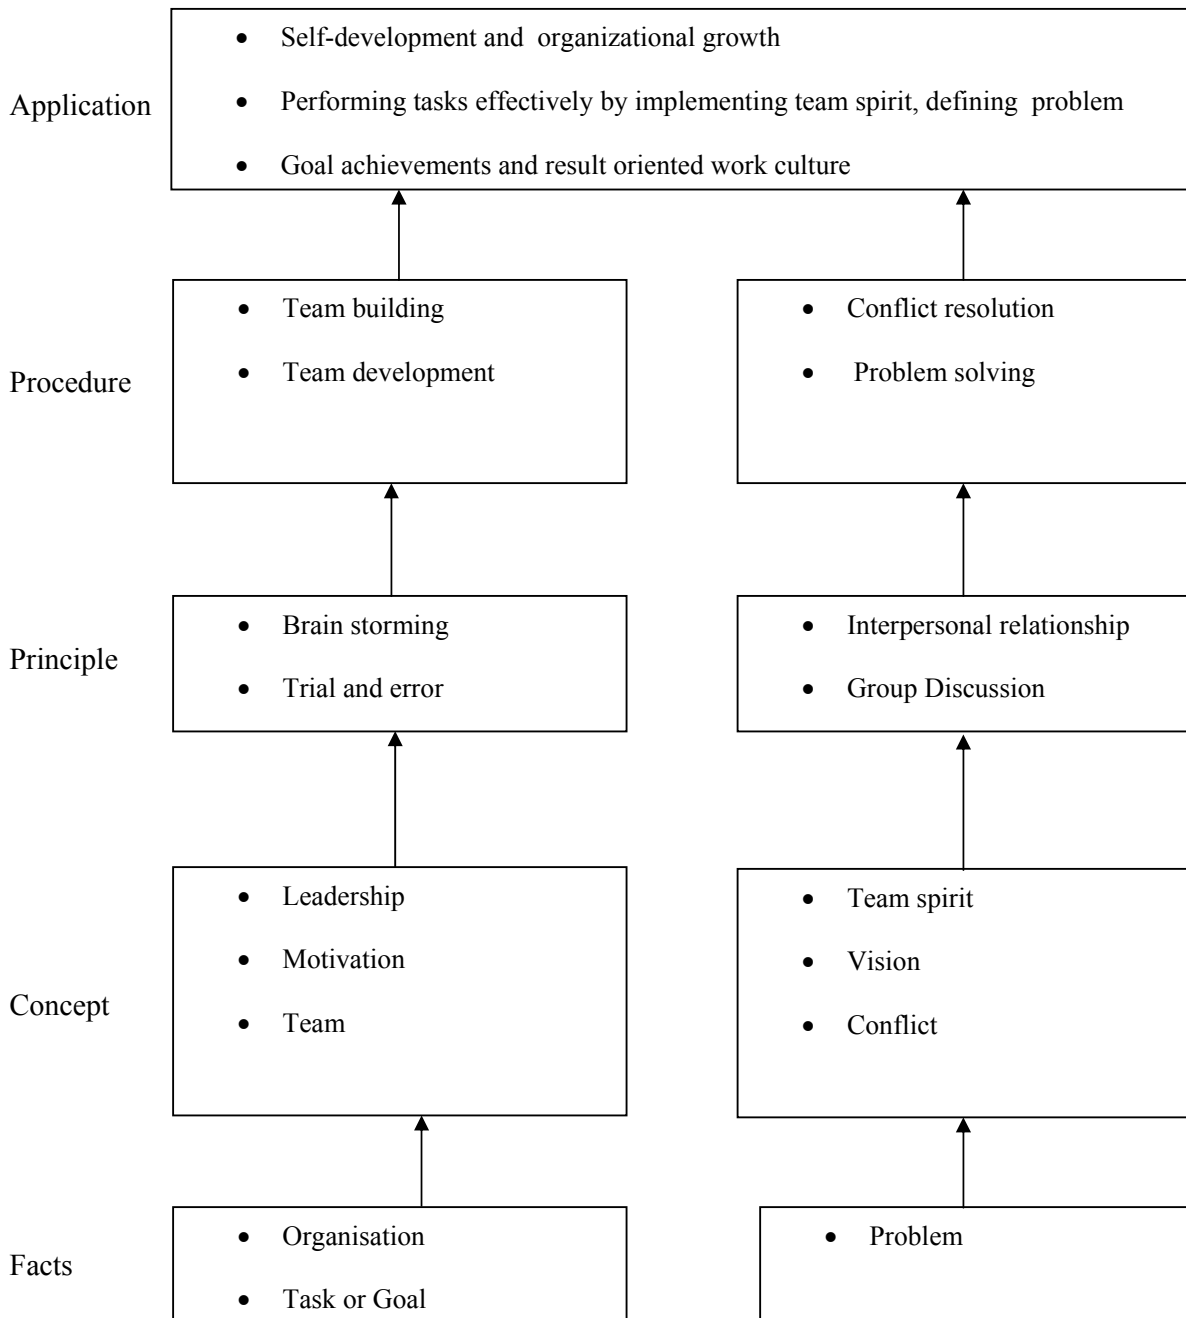 • Self-development and  organizational growth
Application
• Performing tasks effectively by implementing team spirit, defining  problem
• Goal achievements and result oriented work culture
Procedure
• Team building
• Team development
• Conflict resolution
• Problem solving
Principle
• Brain storming
• Trial and error
• Interpersonal relationship
• Group Discussion
Concept
• Leadership
• Motivation
• Team
• Team spirit
• Vision
• Conflict
Facts
• Organisation
• Task or Goal
• Problem